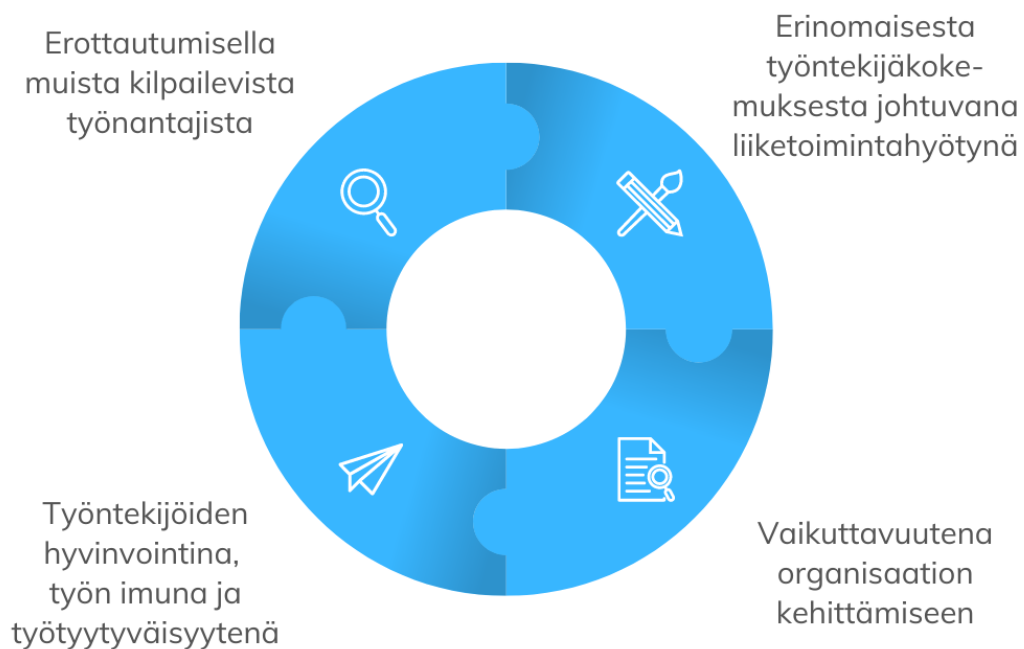 Erottautumisella
muista kilpailevista
työnantajista
Erinomaisesta
työntekijäkoke-
muksesta johtuvana
liiketoimintahyötynä
Työntekijöiden
hyvinvointina,
työn imuna ja
työtyytyväisyytenä
Vaikuttavuutena
organisaation
kehittämiseen